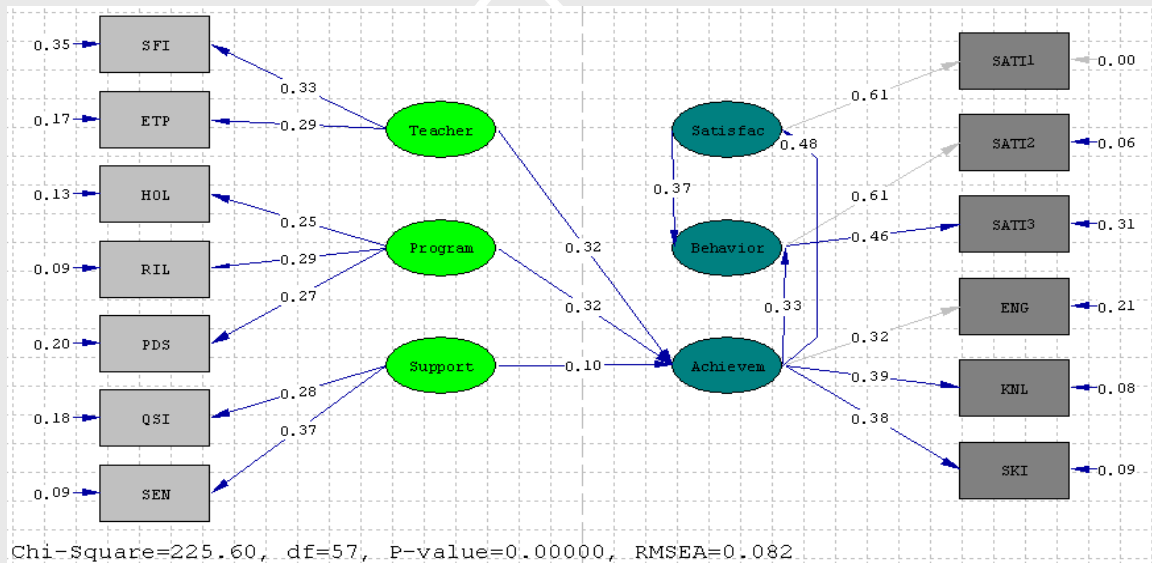 0.35 SFI
SATI1 0.00
0.33
0.61
0.17 ETP
0.29
Teacher
Satisfac
0.48
SATI2 0.06
0.13 HOL
0.37
0.61
0.25
SATI3 0.31
0.46
Program
0.32
Behavior
0.09 RIL
0.29
0.27
0.32
0.33
ENG 0.21
0.32
0.20 PDS
Support
0.10
Achievem
0.39
KNL 0.08
0.28
0.38
0.18 QSI
0.37
SKI 0.09
0.09 SEN
Chi-Square=225.60, df=57, P-value=0.00000, RMSEA=0.082